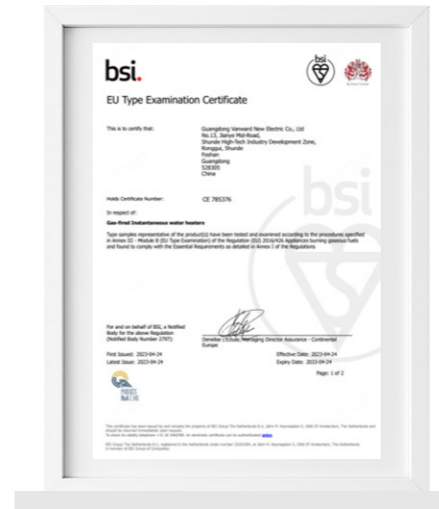 bsi.
bsi
EU Type Examination Certificate
This is to certify that:
Guangdong Vanward New Electric Co., Ltd
No.13, Jianye Mid-Road,
Shunde High-Tech Industry Development Zone,
Ronggui, Shunde
Foshan
Guangdong
528305
China
Holds Certificate Number:
CE 785376
In respect of:
Gas-fired Instantaneous water heaters
Type samples representative of the product(s) have been tested and examined according to the procedures specified
in Annex III - Module B (EU Type Examination) of the Regulation (EU) 2016/426 Appliances burning gaseous fuels
and found to comply with the Essential Requirements as detailed in Annex I of the Regulations
bsi
For and on behalf of BSI, a Notified
Body for the above Regulation
(Notified Body Number 2797):
Managing Director Assurance - Continental
Europe
First Issued: 2023-04-24
Effective Date: 2023-04-24
Latest Issue: 2023-04-24
Expiry Date: 2033-04-24
Page: 1 of 2
PRODUCTS